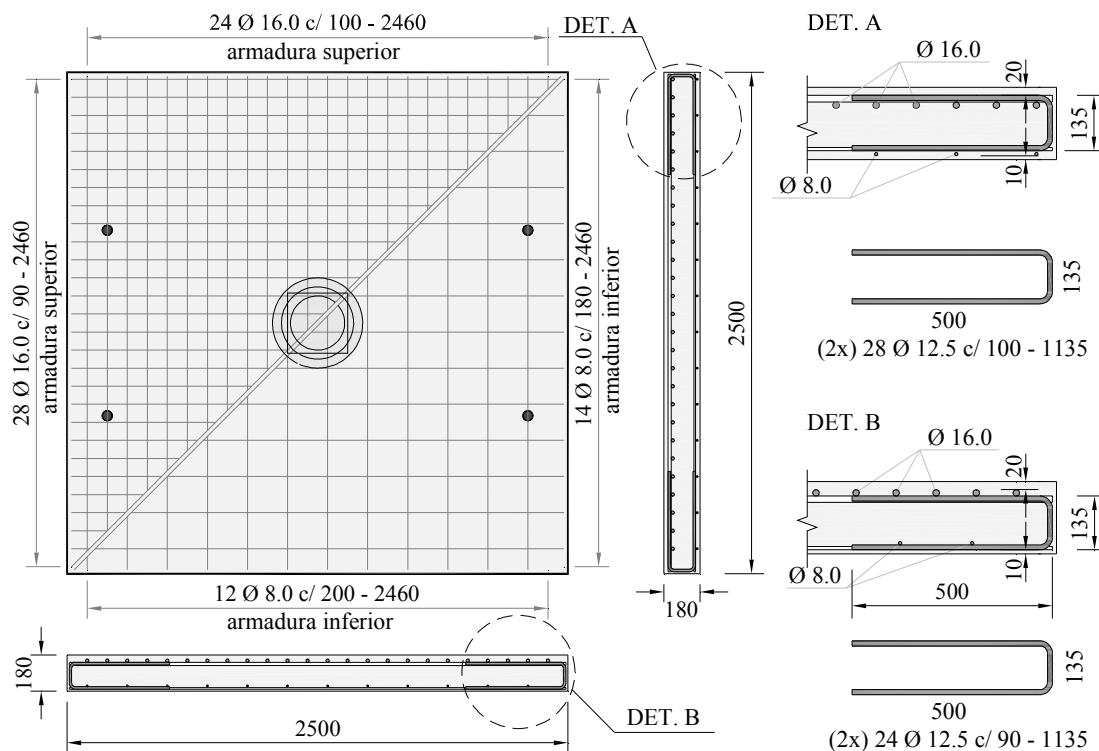 24 Ø 16.0 c/ 100 - 2460
armadura superior
28 Ø 16.0 c/ 90 - 2460
armadura superior
14 Ø 8.0 c/ 180 - 2460
armadura inferior
12 Ø 8.0 c/ 200 - 2460
armadura inferior
DET. A
2500
180
180
2500
DET. B
DET. A
Ø 16.0
20
135
10
Ø 8.0
135
500
(2x) 28 Ø 12.5 c/ 100 - 1135
DET. B
Ø 16.0
20
135
10
Ø 8.0
500
135
500
(2x) 24 Ø 12.5 c/ 90 - 1135